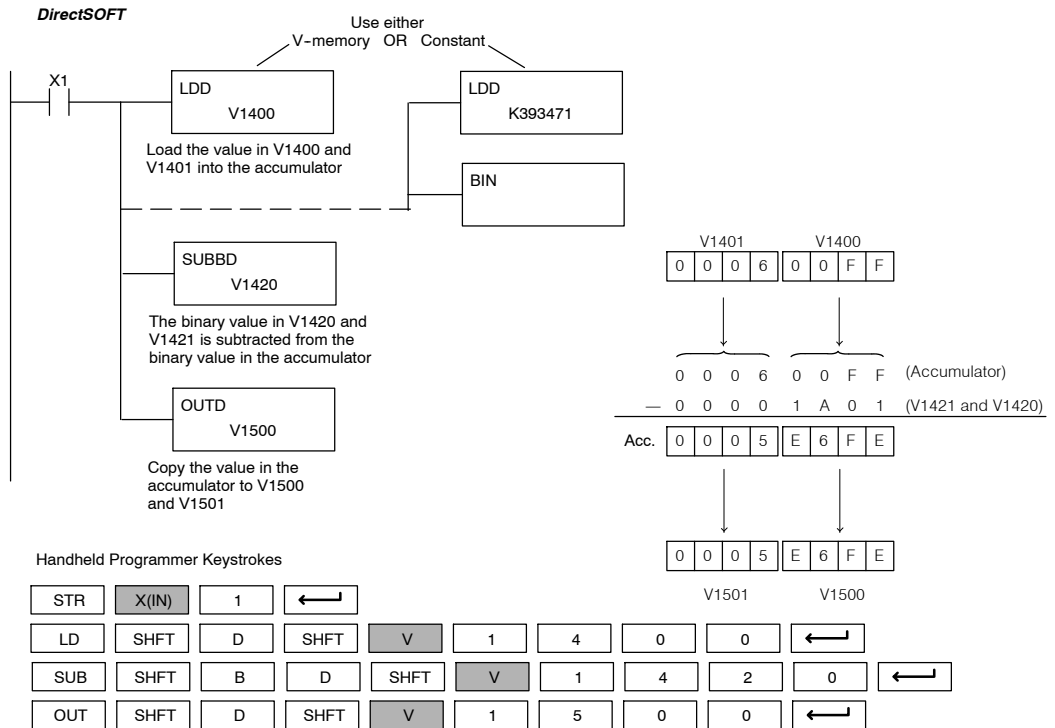 DirectSOFT
Use either
V-memory OR Constant
X1
LDD
V1400
Load the value in V1400 and
V1401 into the accumulator
LDD
K393471
BIN
SUBBD
V1420
The binary value in V1420 and
V1421 is subtracted from the
binary value in the accumulator
OUTD
V1500
Copy the value in the
accumulator to V1500
and V1501
V1401 V1400
0 0 0 6 0 0 F F
0 0 0 6 0 0 F F (Accumulator)
— 0 0 0 0 1 A 0 1 (V1421 and V1420)
Acc. 0 0 0 5 E 6 F E
0 0 0 5 E 6 F E
V1501 V1500
Handheld Programmer Keystrokes
STR X(IN) 1 ←
LD SHFT D SHFT V 1 4 0 0 ←
SUB SHFT B D SHFT V 1 4 2 0 ←
OUT SHFT D SHFT V 1 5 0 0 ←